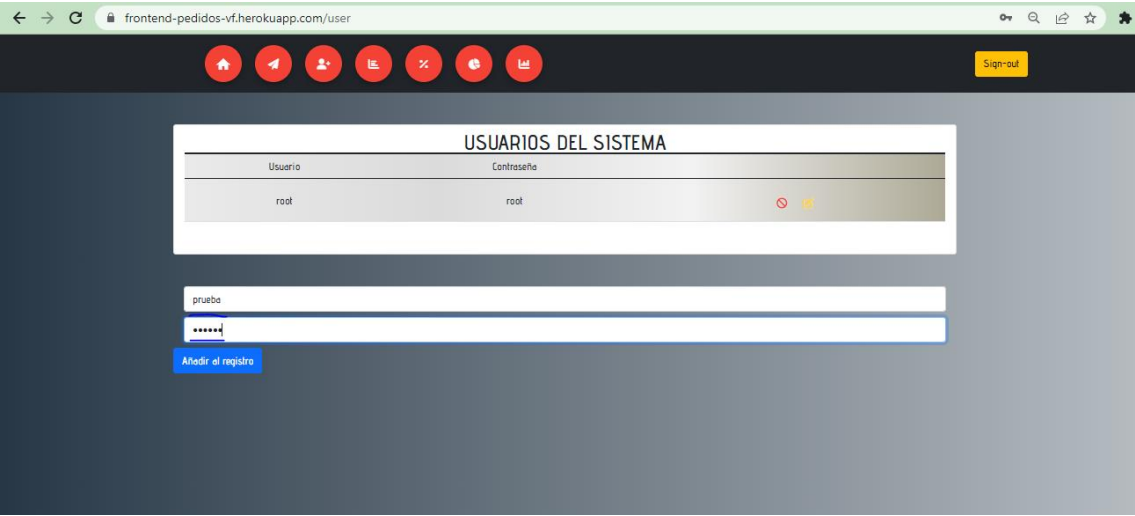 frontend-pedidos-vf.herokuapp.com/user
Sign-out
USUARIOS DEL SISTEMA
Usuario Contraseña
root root
prueba
••••••
Añadir al registro